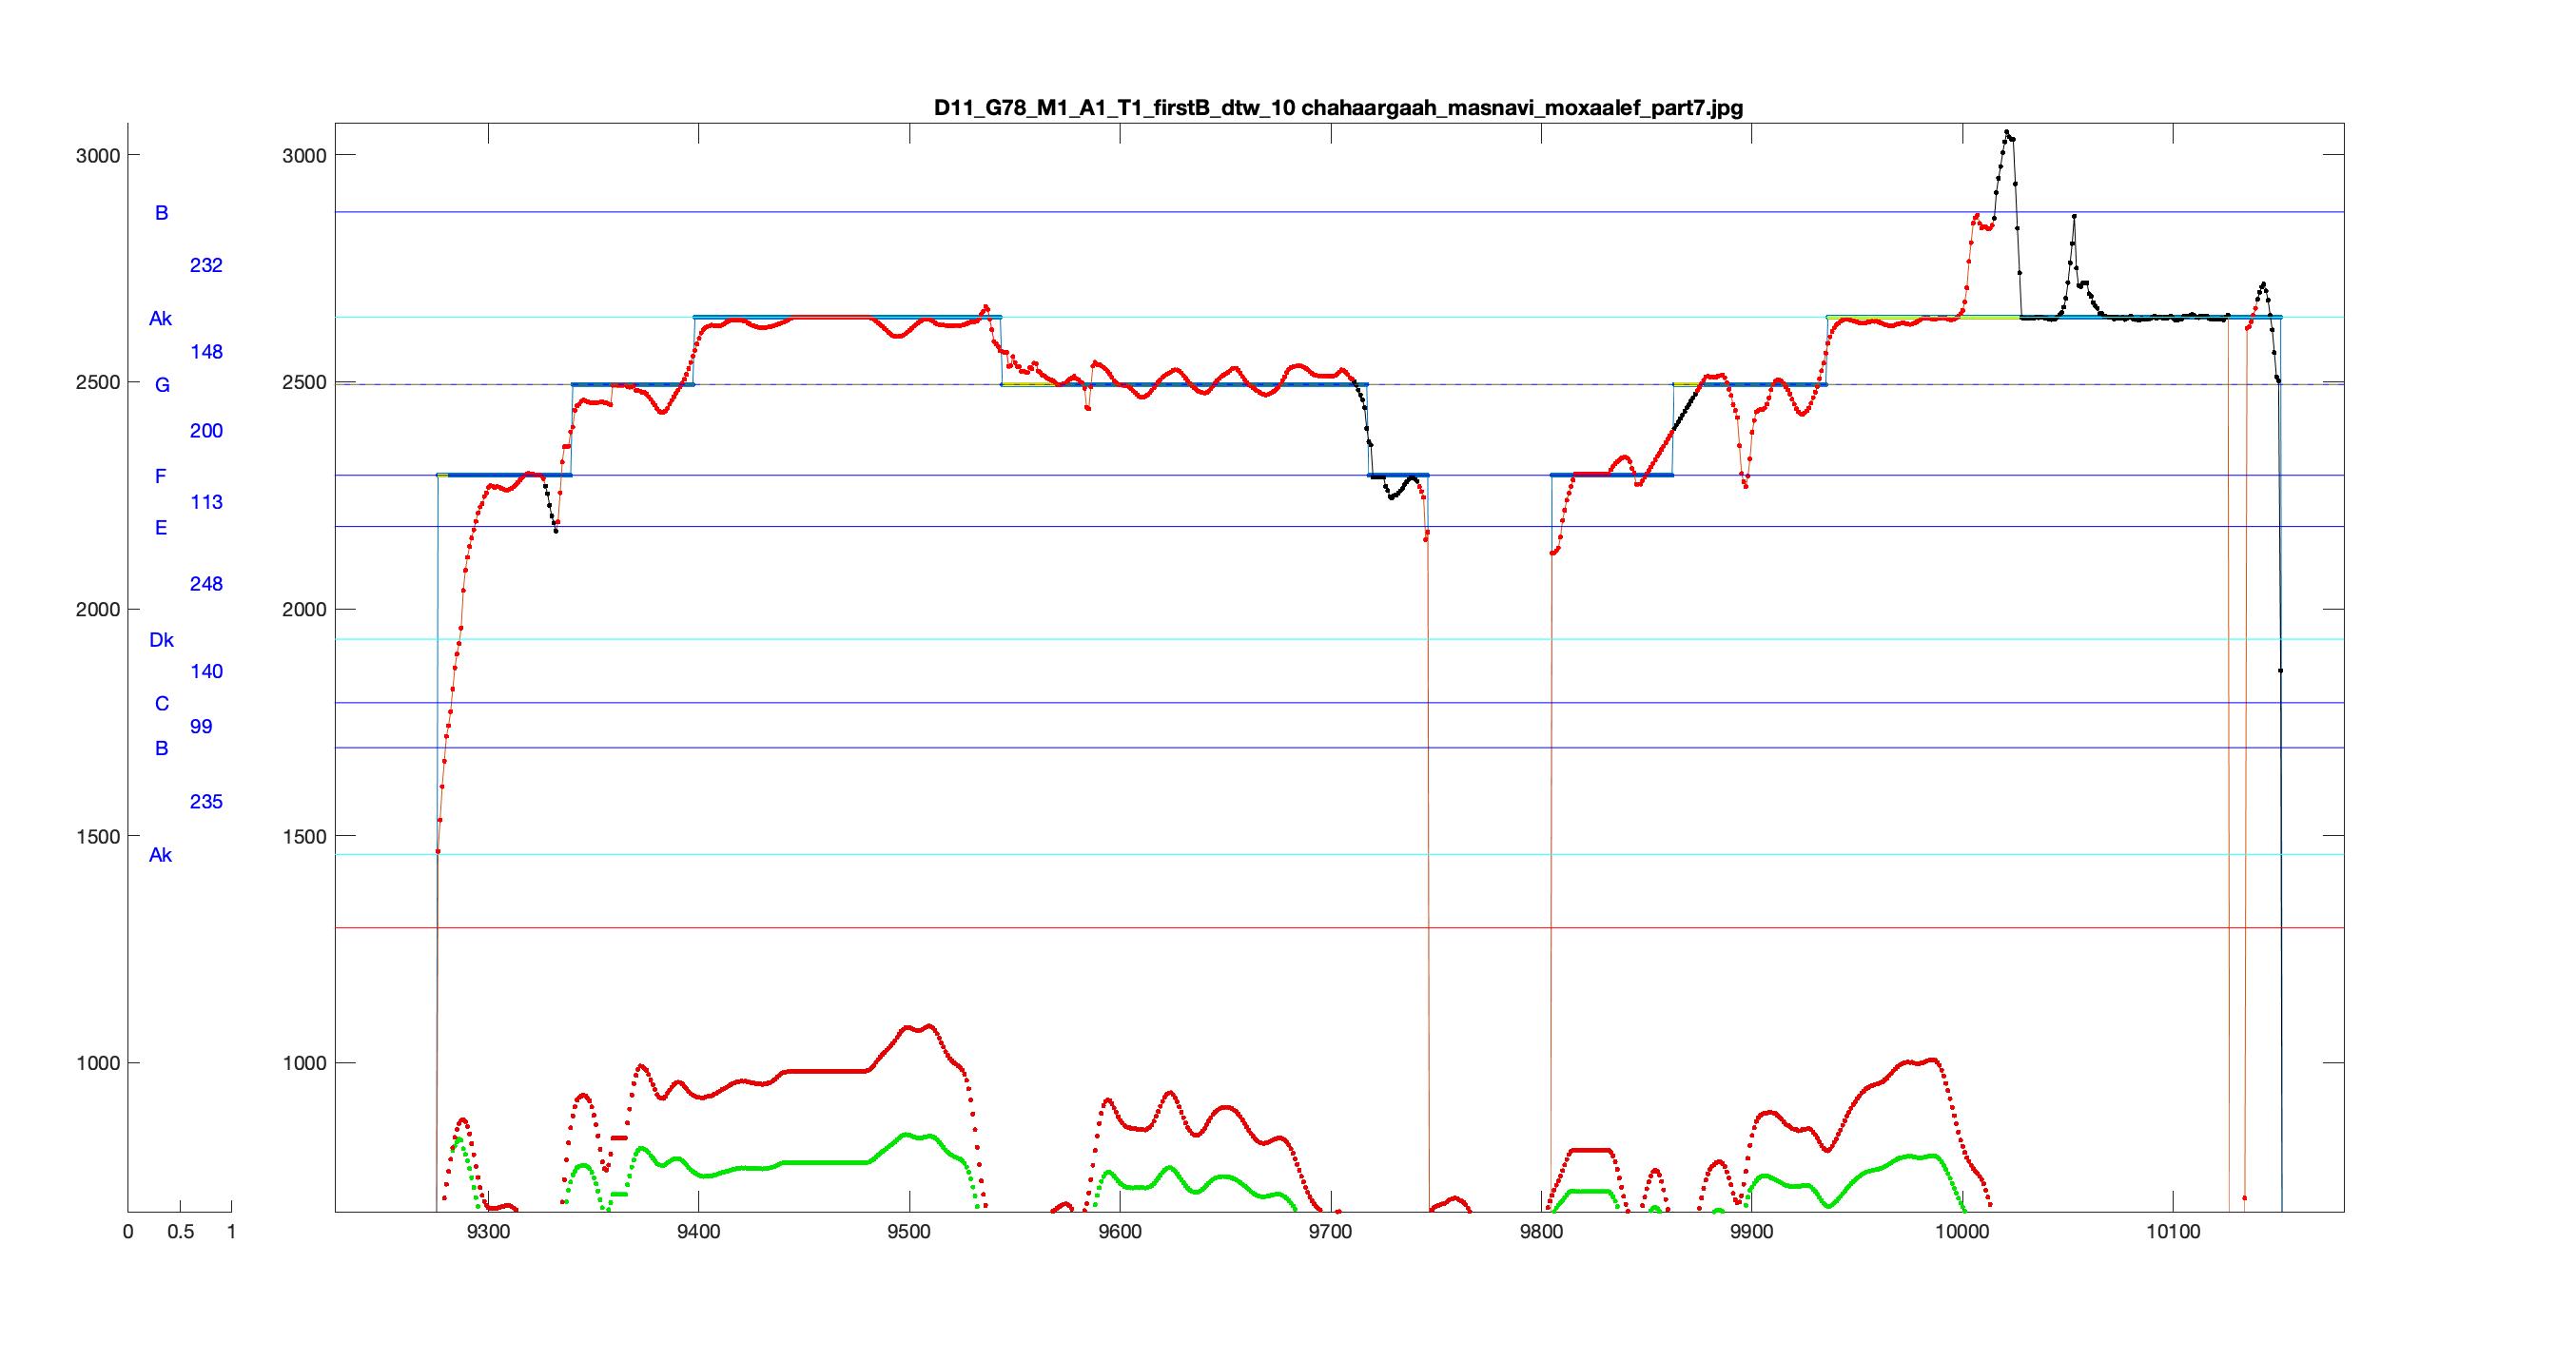 D11_G78_M1_A1_T1_firstB_dtw_10 chahaargaah_masnavi_moxaalef_part7.jpg
3000 3000
B
232
Ak
148
2500 G 2500
200
F
113
E
248
2000 2000
Dk
140
C
99
B
235
1500 1500
Ak
1000 1000
0 0.5 1 9300 9400 9500 9600 9700 9800 9900 10000 10100